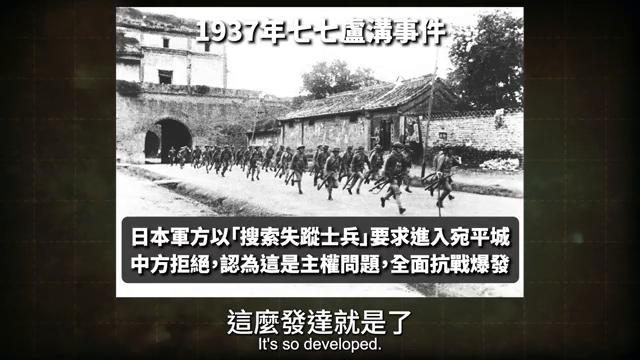 1937年七七盧溝事件
日本軍方以「搜索失蹤士兵」要求進入宛平城
中方拒絕,認為這是主權問題,全面抗戰爆發
這麼發達就是了
It's so developed.